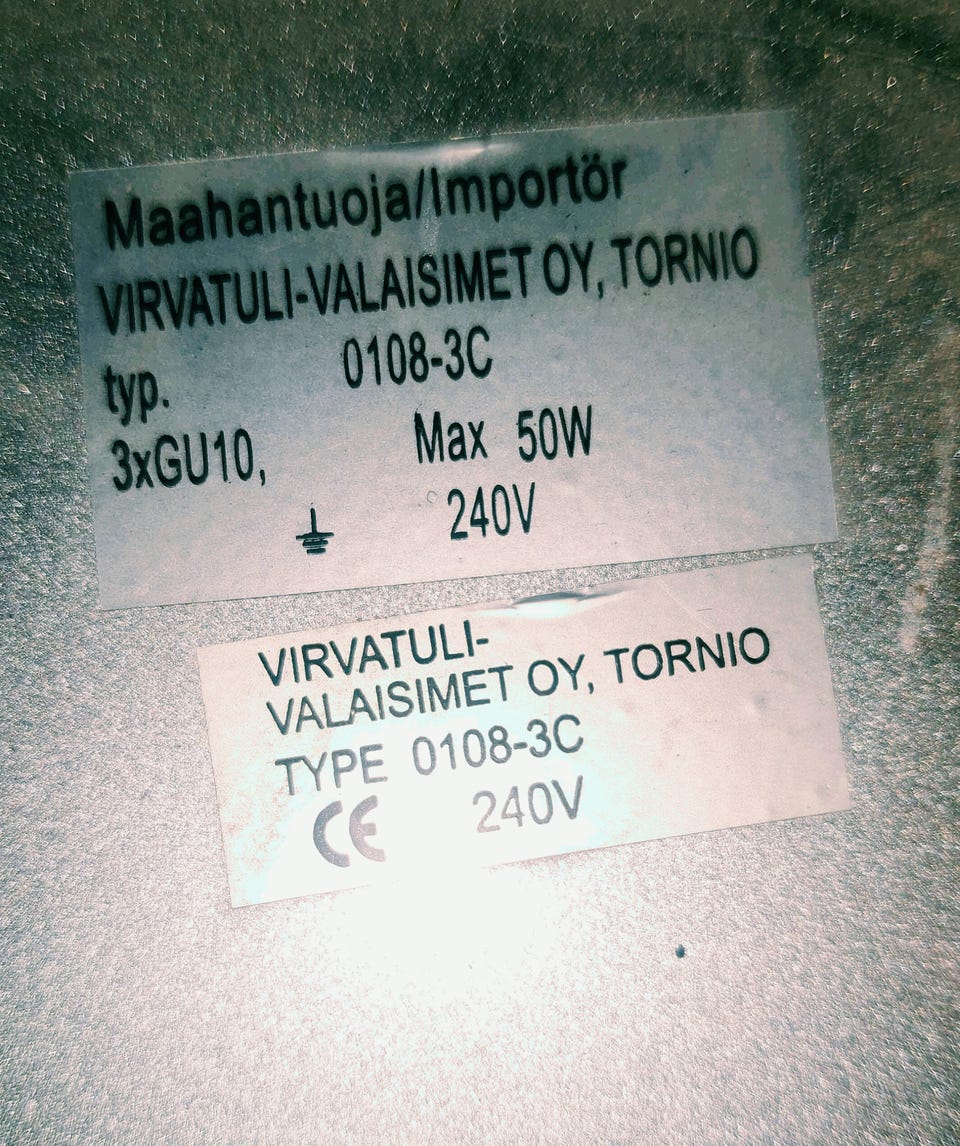 Maahantuoja/Importör
VIRVATULI-VALAISIMET OY, TORNIO
typ. 0108-3C
3xGU10, Max 50W
240V
VIRVATULI-
VALAISIMET OY, TORNIO
TYPE 0108-3C
CE 240V